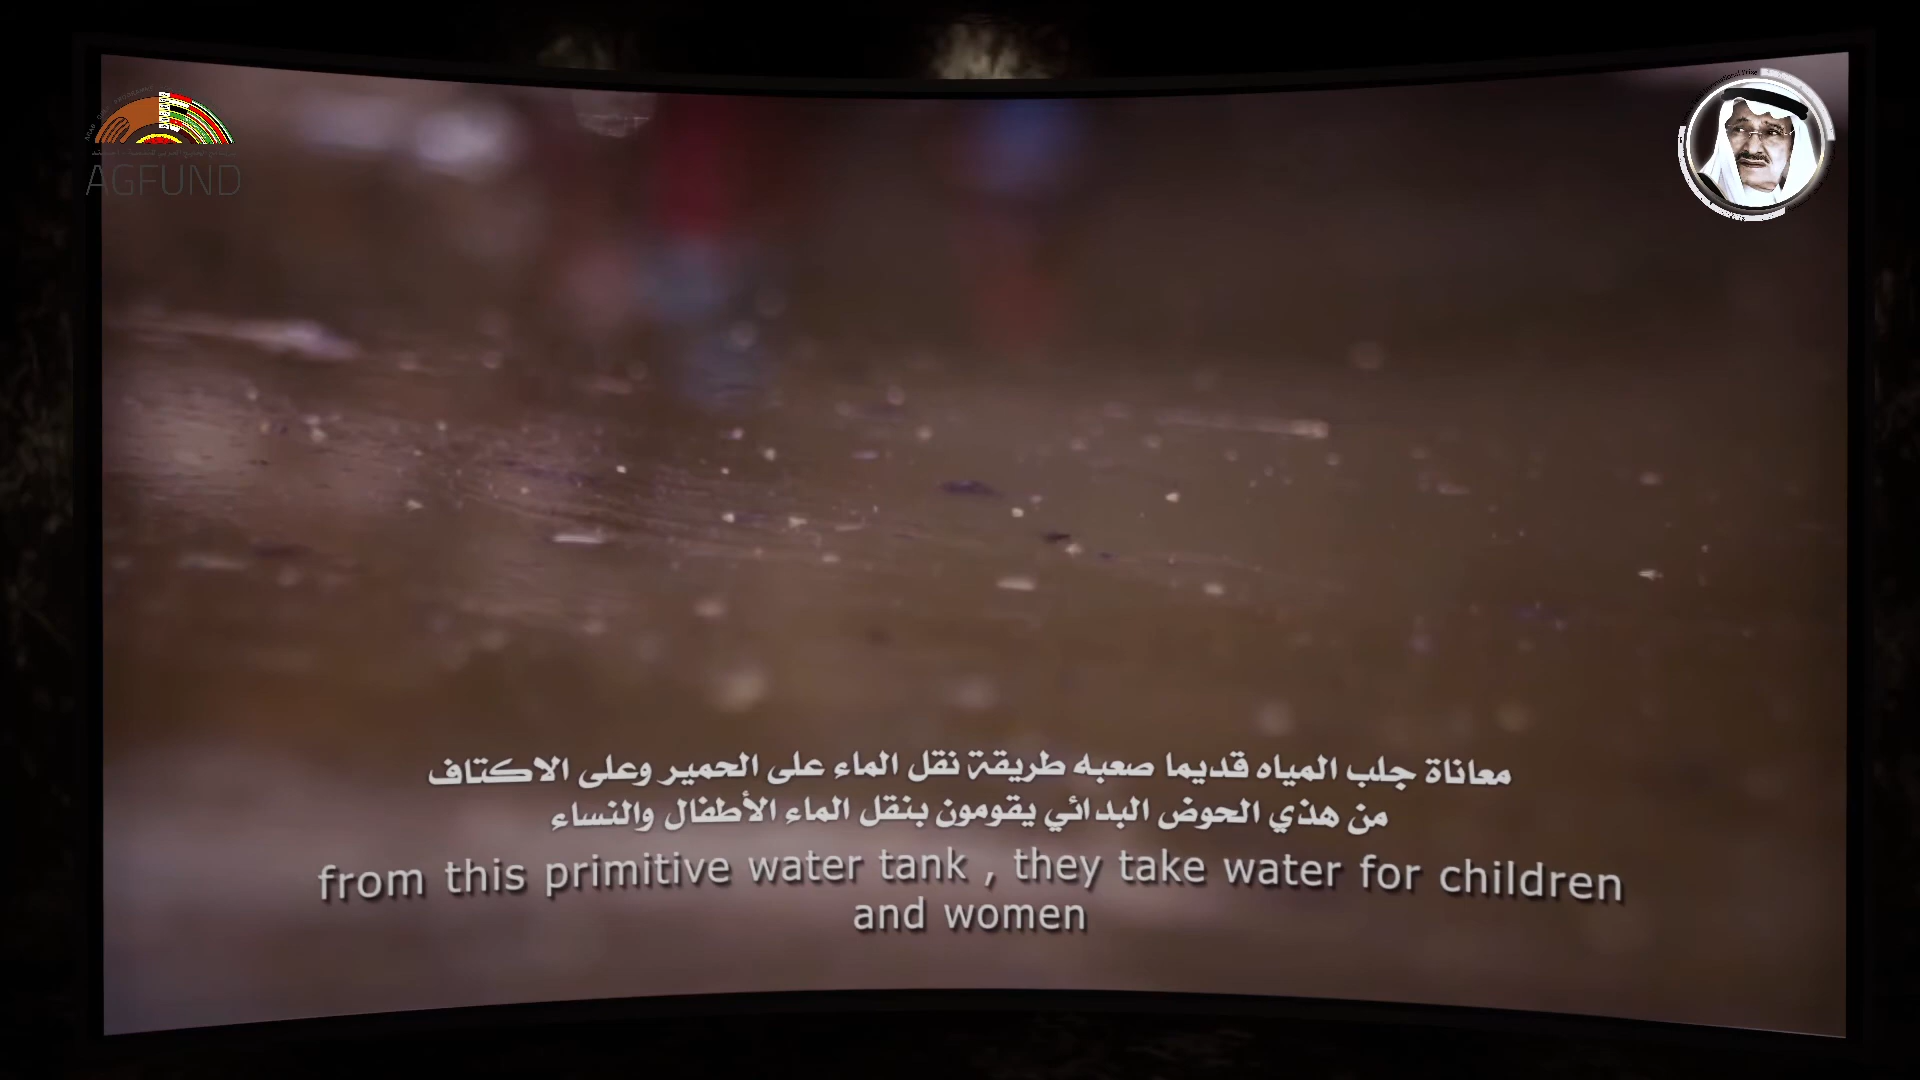 AGFUND
معاناة جلب المياه قديما صعبه طريقة نقل الماء على الحمير وعلى الاكتاف
من هذي الحوض البدائي يقومون بنقل الماء الأطفال والنساء
from this primitive water tank , they take water for children
and women